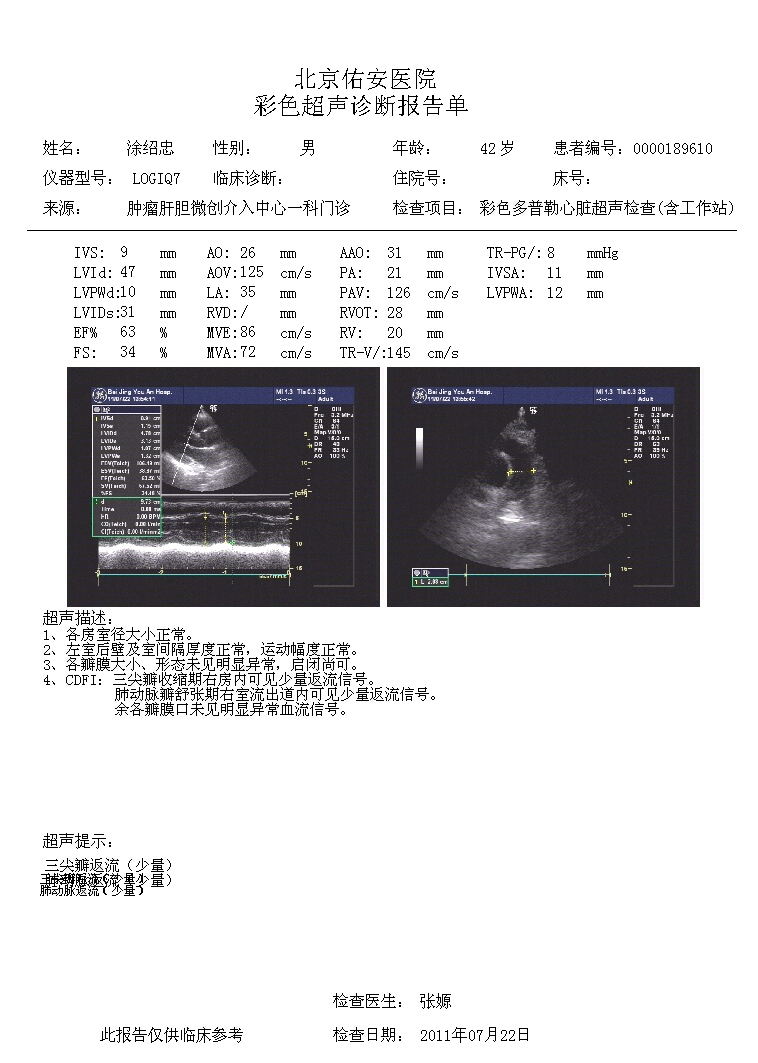 北京佑安医院
彩色超声诊断报告单
姓名： 涂绍忠 性别： 男 年龄： 42岁 患者编号：0000189610
仪器型号： LOGIQ7 临床诊断： 住院号： 床号：
来源： 肿瘤肝胆微创介入中心一科门诊 检查项目： 彩色多普勒心脏超声检查(含工作站)
IVS: 9 mm AO: 26 mm AAO: 31 mm TR-PG/: 8 mmHg
LVId: 47 mm AOV:125 cm/s PA: 21 mm IVSA: 11 mm
LVPWd:10 mm LA: 35 mm PAV: 126 cm/s LVPWA: 12 mm
LVIDs:31 mm RVD:/ mm RVOT: 28 mm
EF% 63 % MVE:86 cm/s RV: 20 mm
FS: 34 % MVA:72 cm/s TR-V/:145 cm/s
Bai Jing You An Hosp.
MI 1.3 TIs 0.3 3S
11/07/22 10:54:11
Adult
Bai Jing You An Hosp.
MI 1.3 TIs 0.3 3S
11/07/22 10:55:42
Adult
超声描述：
1、各房室径大小正常。
2、左室后壁及室间隔厚度正常，运动幅度正常。
3、各瓣膜大小、形态未见明显异常，启闭尚可。
4、CDFI：三尖瓣收缩期右房内可见少量返流信号。
肺动脉瓣舒张期右室流出道内可见少量返流信号。
余各瓣膜口未见明显异常血流信号。
超声提示：
三尖瓣返流（少量）
肺动脉返流（少量）
检查医生： 张嫄
此报告仅供临床参考 检查日期： 2011年07月22日